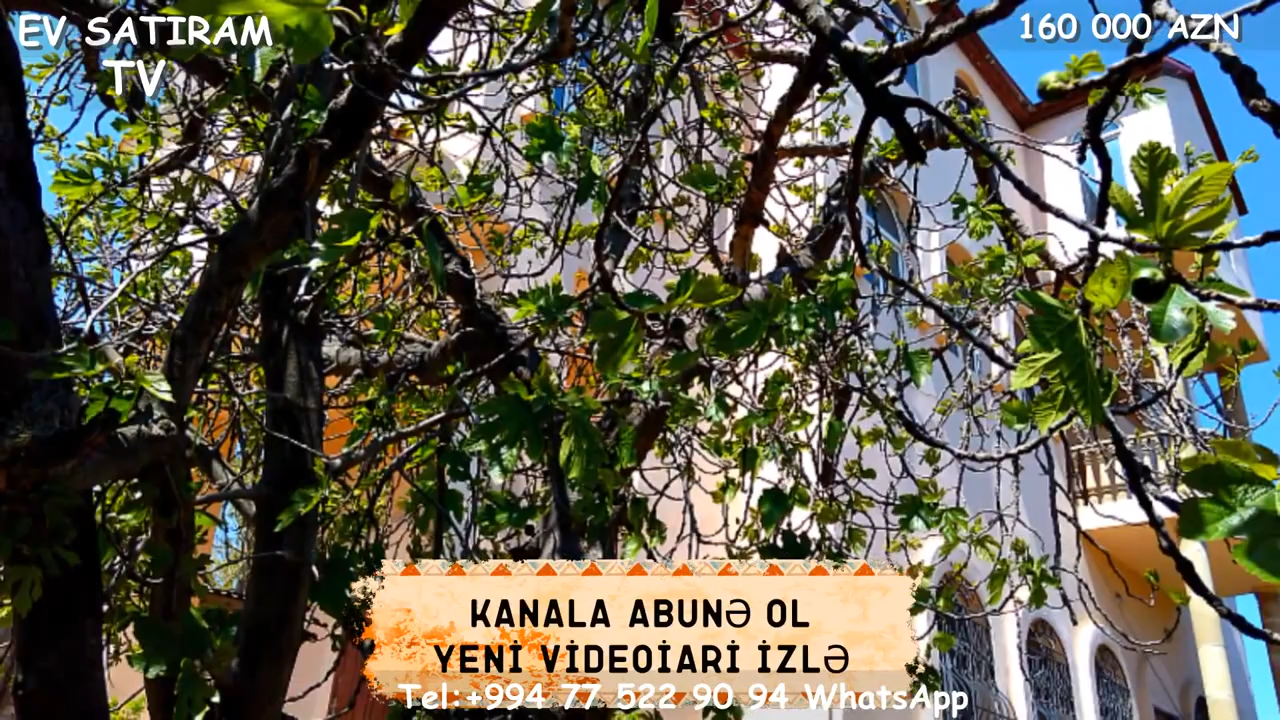 EV SATIRAM
TV
160 000 AZN
KANALA ABUNƏ OL
YENİ VİDEOİARİ İZLƏ
Tel:+994 77 522 90 94 WhatsApp